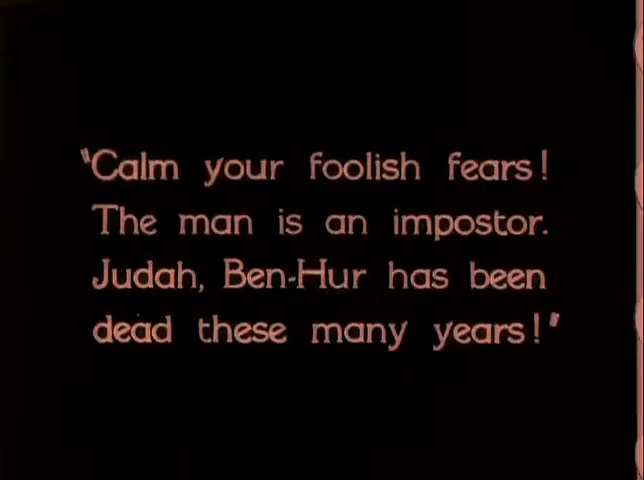 "Calm your foolish fears!
The man is an impostor.
Judah, Ben-Hur has been
dead these many years!"